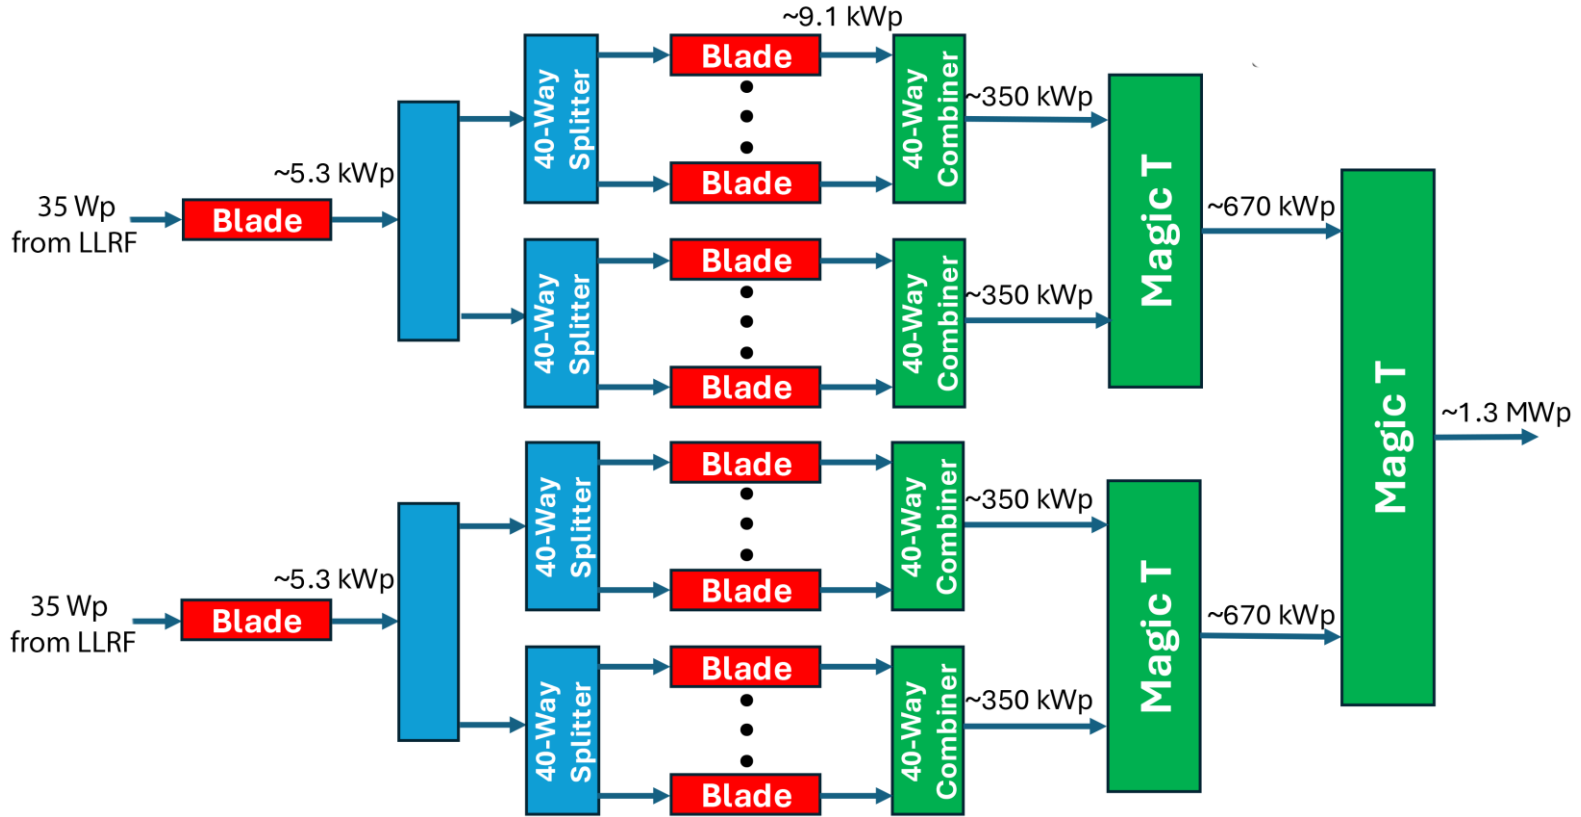 ~9.1 kWp
40-Way
Splitter
Blade
Blade
40-Way
Combiner
~350 kWp
~5.3 kWp
35 Wp
from LLRF
Blade
Magic T
~670 kWp
40-Way
Splitter
Blade
Blade
40-Way
Combiner
~350 kWp
Magic T
~1.3 MWp
40-Way
Splitter
Blade
Blade
40-Way
Combiner
~350 kWp
~5.3 kWp
35 Wp
from LLRF
Blade
Magic T
~670 kWp
40-Way
Splitter
Blade
Blade
40-Way
Combiner
~350 kWp